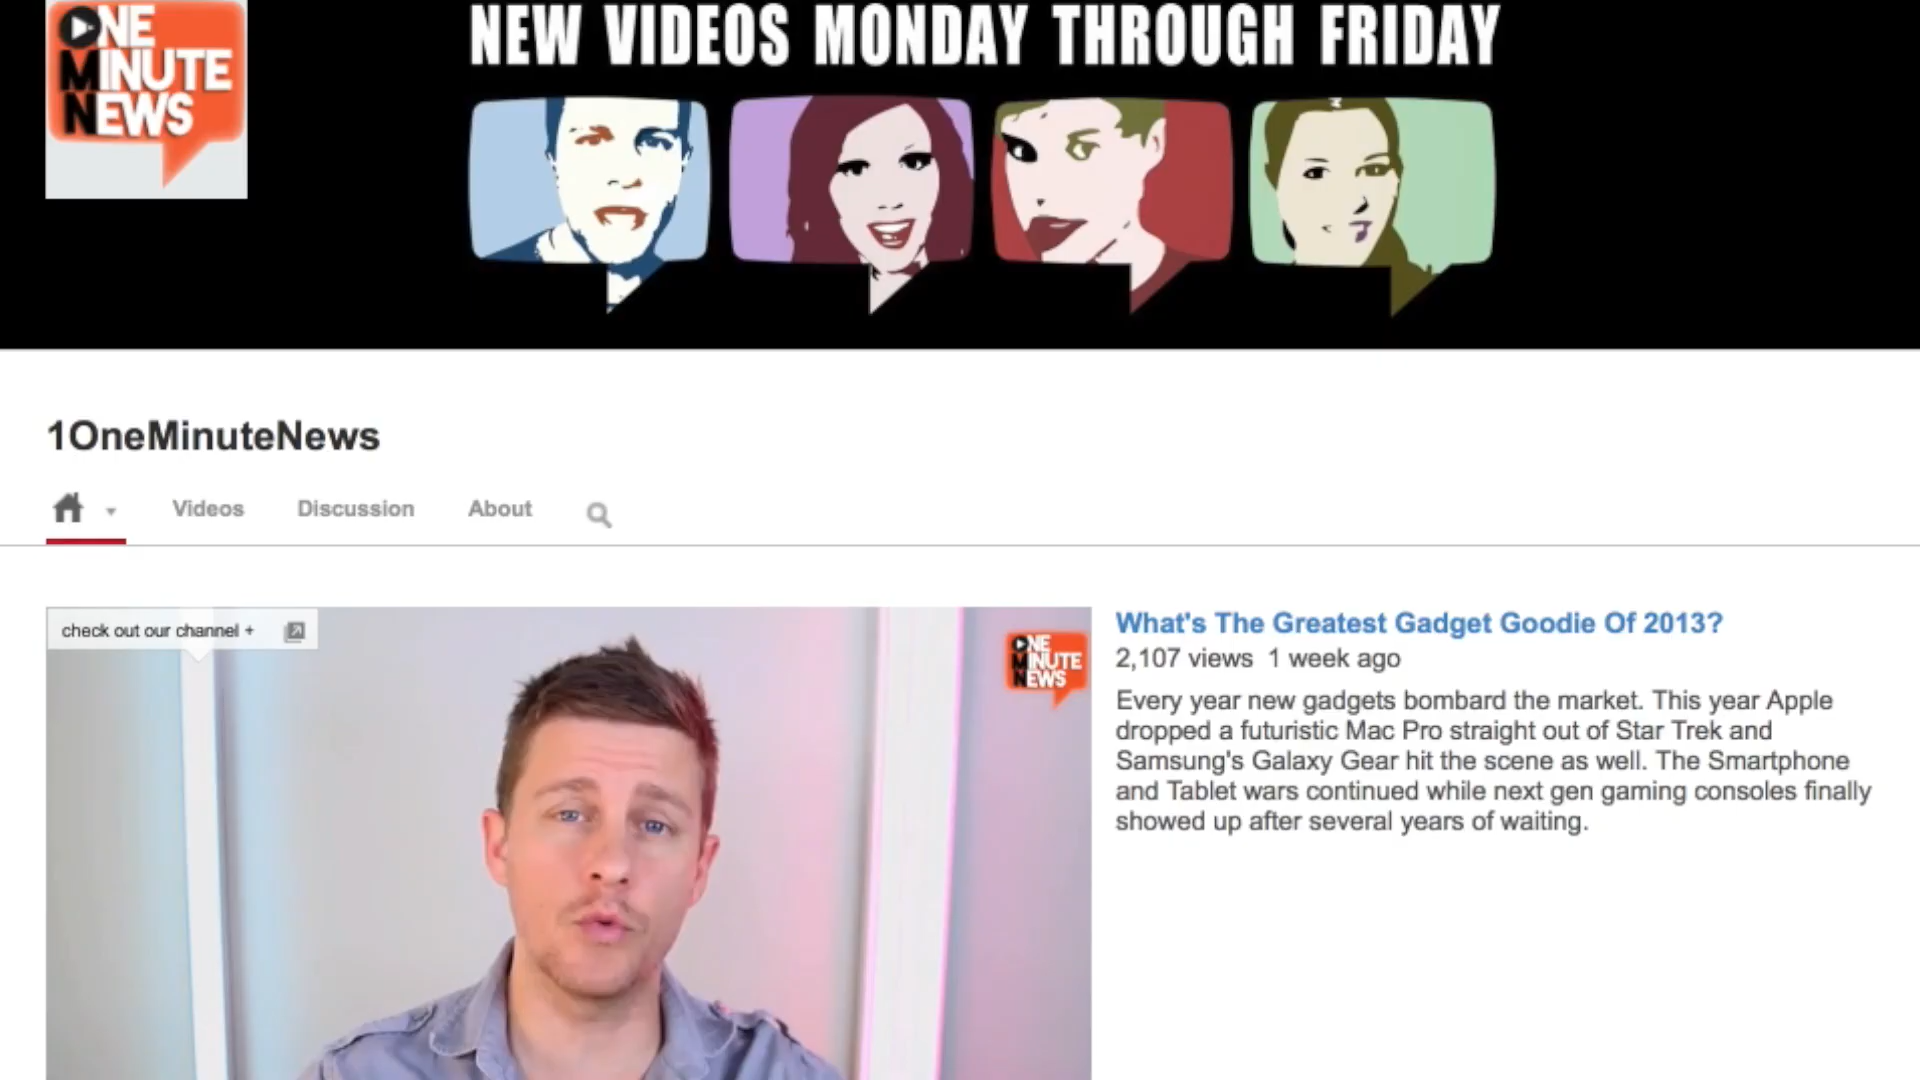 ONE
MINUTE
NEWS
NEW VIDEOS MONDAY THROUGH FRIDAY
1OneMinuteNews
Videos
Discussion
About
check out our channel +
ONE
MINUTE
NEWS
What's The Greatest Gadget Goodie Of 2013?
2,107 views 1 week ago
Every year new gadgets bombard the market. This year Apple
dropped a futuristic Mac Pro straight out of Star Trek and
Samsung's Galaxy Gear hit the scene as well. The Smartphone
and Tablet wars continued while next gen gaming consoles finally
showed up after several years of waiting.